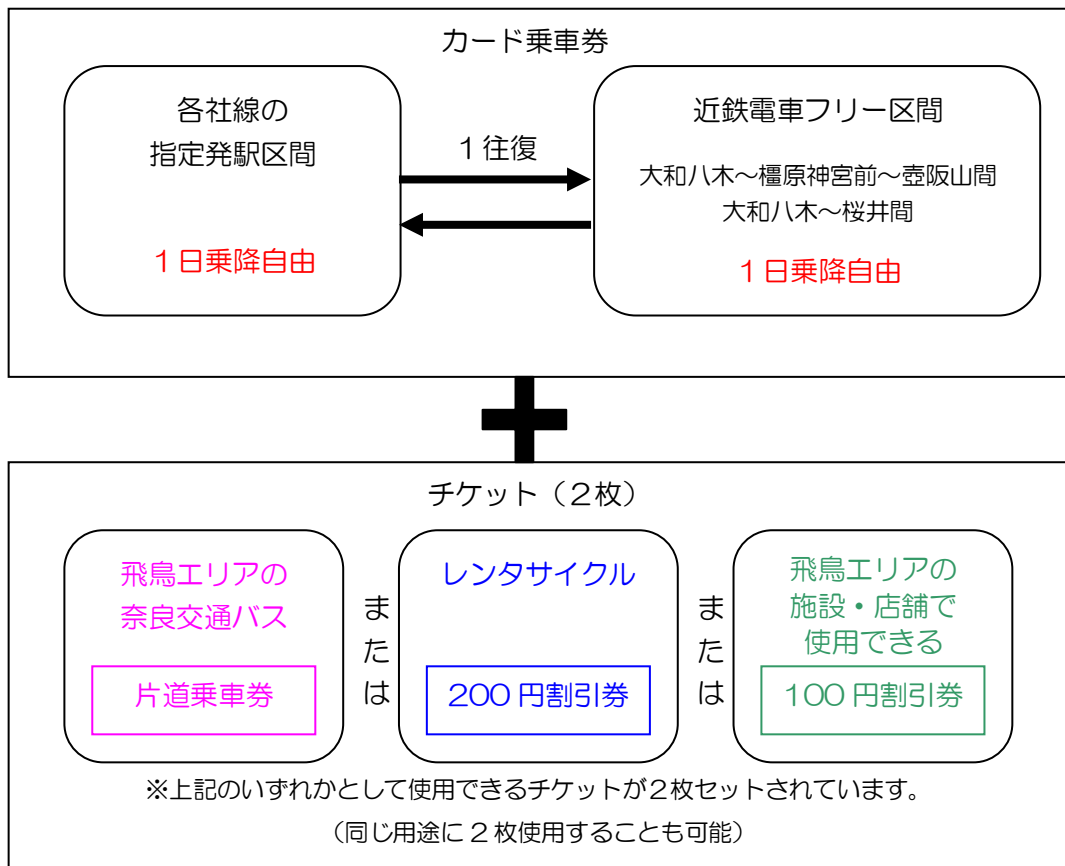 カード乗車券
各社線の
指定発駅区間
１日乗降自由
１往復
近鉄電車フリー区間
大和八木～橿原神宮前～壺阪山間
大和八木～桜井間
１日乗降自由
チケット（２枚）
飛鳥エリアの
奈良交通バス
片道乗車券
または
レンタサイクル
200 円割引券
または
飛鳥エリアの
施設・店舗で
使用できる
100 円割引券
※上記のいずれかとして使用できるチケットが２枚セットされています。
（同じ用途に２枚使用することも可能）